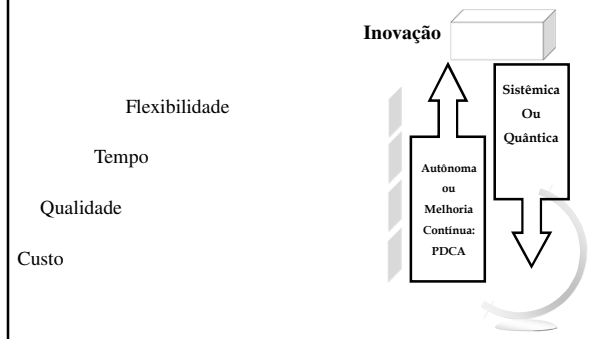 Inovação
Flexibilidade
Tempo
Qualidade
Custo
Autônoma
ou
Melhoria
Contínua:
PDCA
Sistêmica
Ou
Quântica